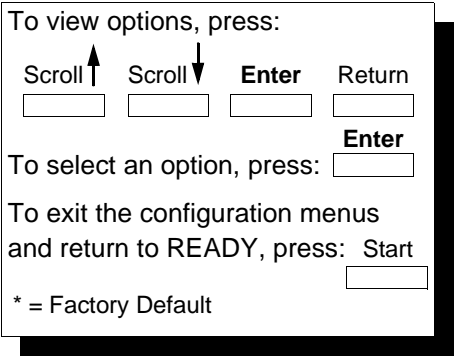 To view options, press:
Scroll Scroll Enter Return
Enter
To select an option, press:
To exit the configuration menus
and return to READY, press: Start
* = Factory Default